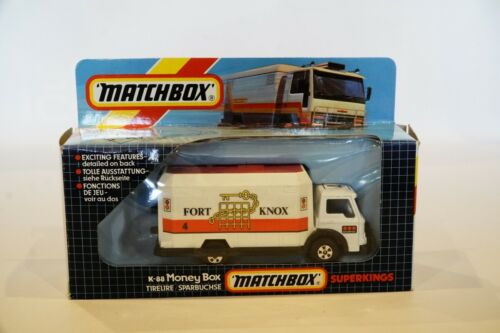 MATCHBOX®
• EXCITING FEATURES-
detailed on back
• TOLLE AUSSTATTUNG-
siehe Rückseite
• FONCTIONS
DE JEU-
voir au dos
FORT KNOX
4
K-88 Money Box
TIRELIRE/SPARBUCHSE
MATCHBOX®
SUPERKINGS